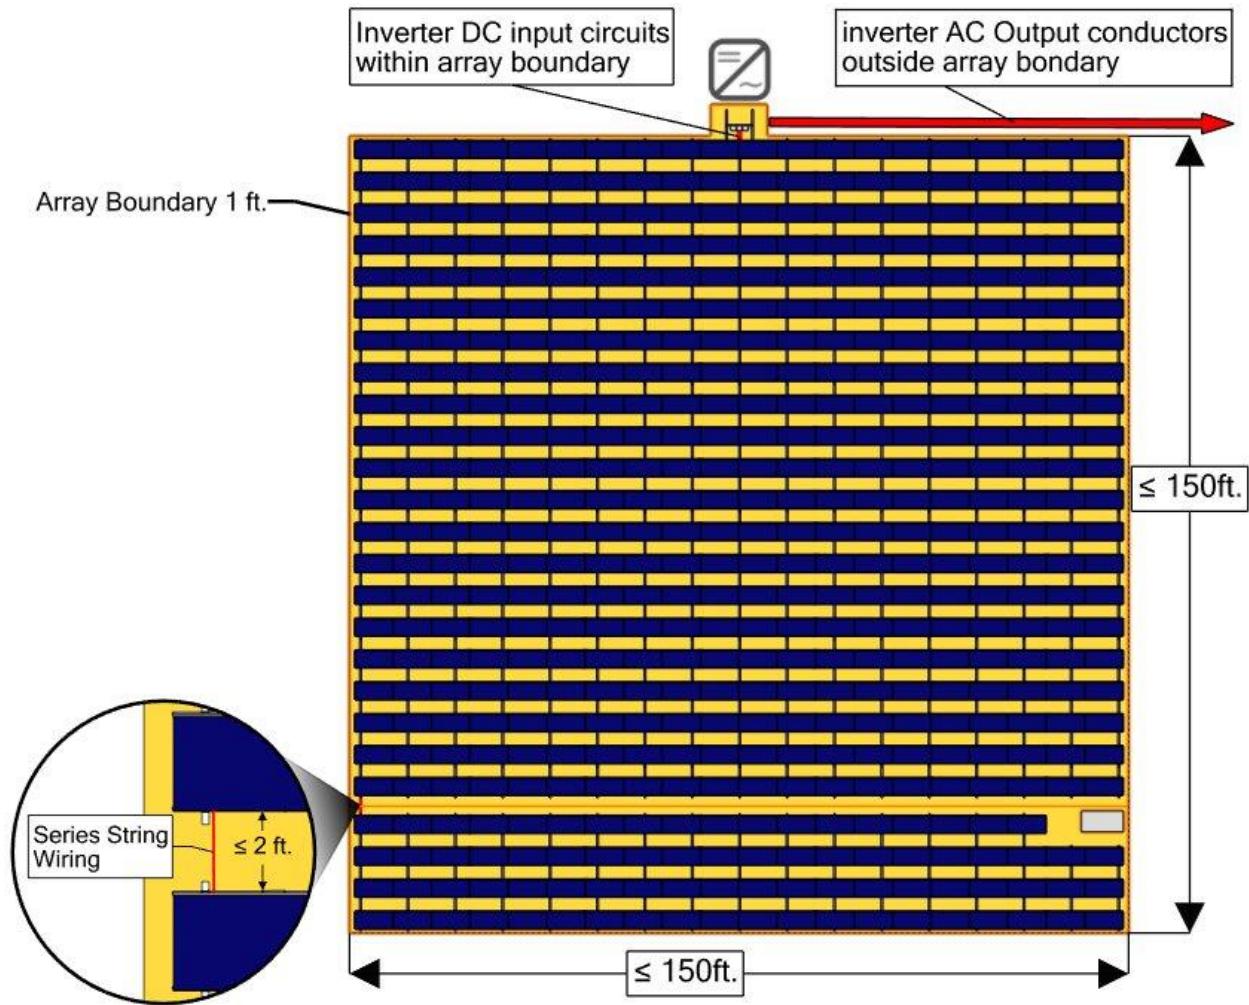 Inverter DC input circuits
within array boundary
inverter AC Output conductors
outside array bondary
Array Boundary 1 ft.
≤ 150ft.
Series String
Wiring
≤ 2 ft.
≤ 150ft.